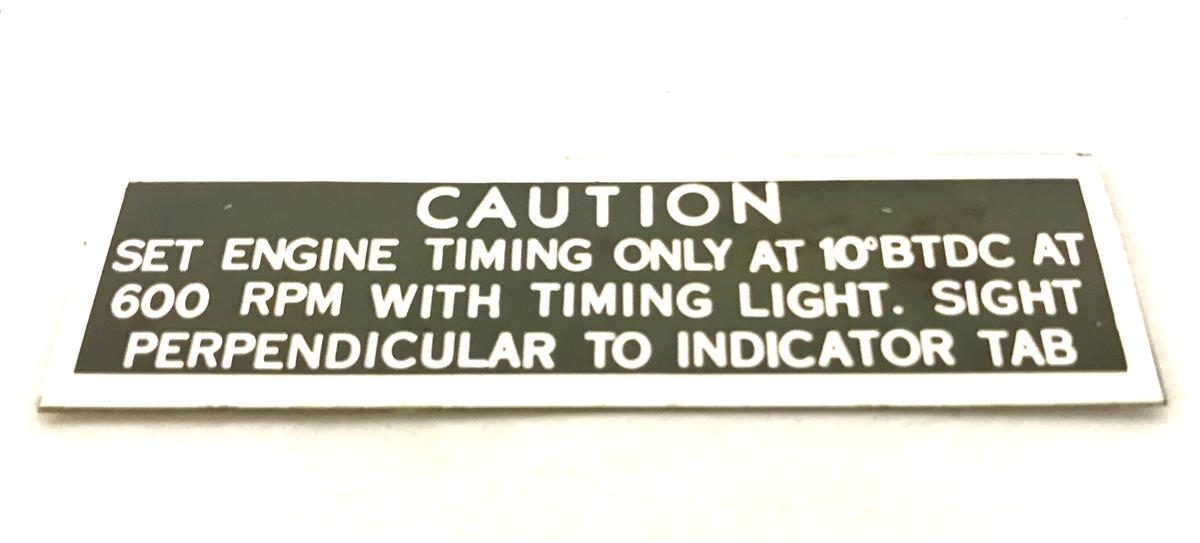 CAUTION
SET ENGINE TIMING ONLY AT 10°BTDC AT
600 RPM WITH TIMING LIGHT. SIGHT
PERPENDICULAR TO INDICATOR TAB